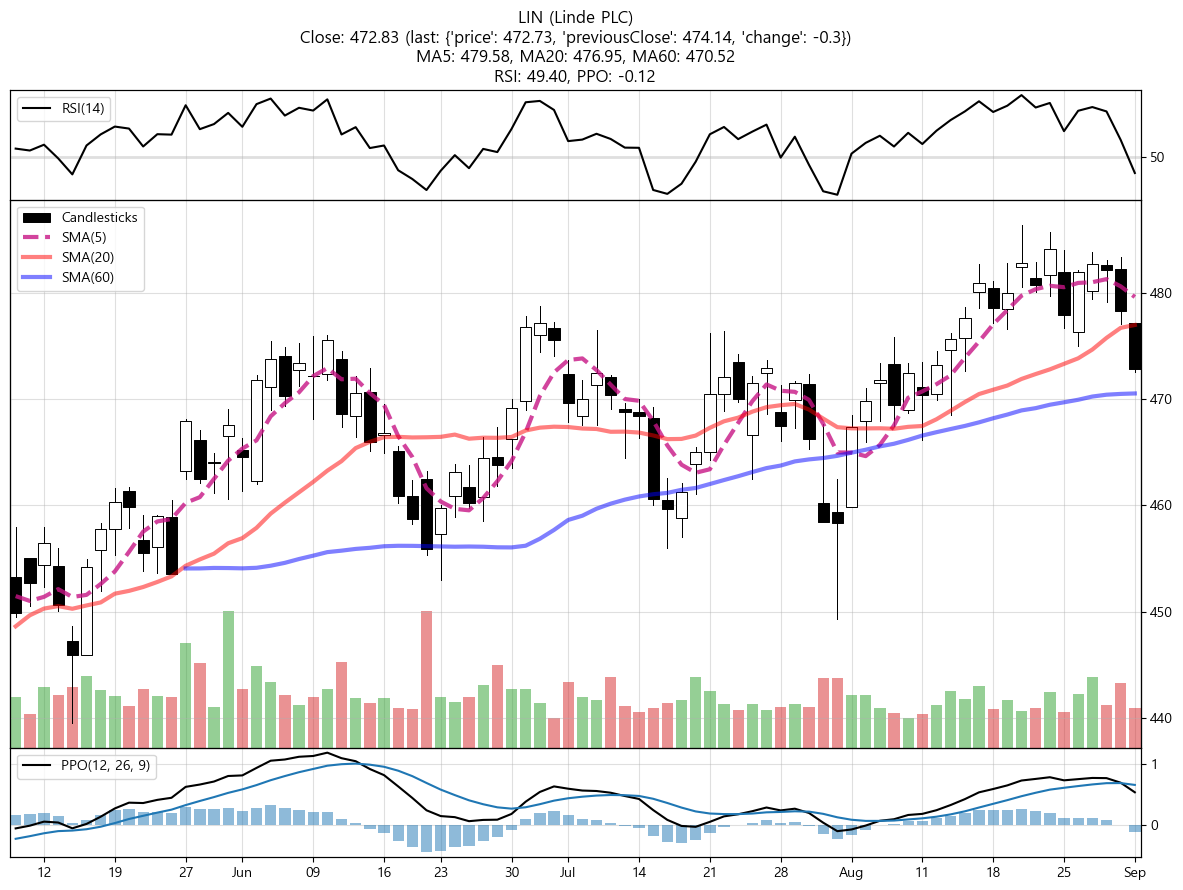 LIN (Linde PLC)
Close: 472.83 (last: {'price': 472.73, 'previousClose': 474.14, 'change': -0.3})
MA5: 479.58, MA20: 476.95, MA60: 470.52
RSI: 49.40, PPO: -0.12
RSI(14)
50
Candlesticks
SMA(5)
SMA(20)
SMA(60)
480
470
460
450
440
PPO(12, 26, 9)
1
0
12 19 27 Jun 09 16 23 30 Jul 14 21 28 Aug 11 18 25 Sep